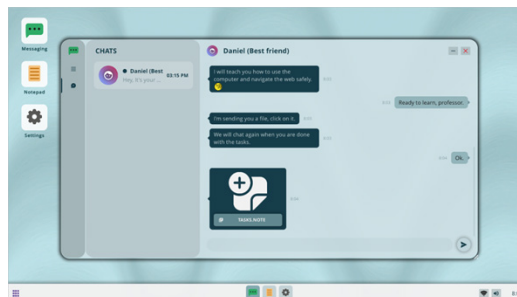 Messaging
Notepad
Settings
CHATS
Daniel (Best
03:15 PM
Hey, It's your...
Daniel (Best friend)
I will teach you how to use the
computer and navigate the web safely.
Ready to learn, professor.
I'm sending you a file, click on it.
We will chat again when you are done
with the tasks.
Ok.
TASKS NOTE